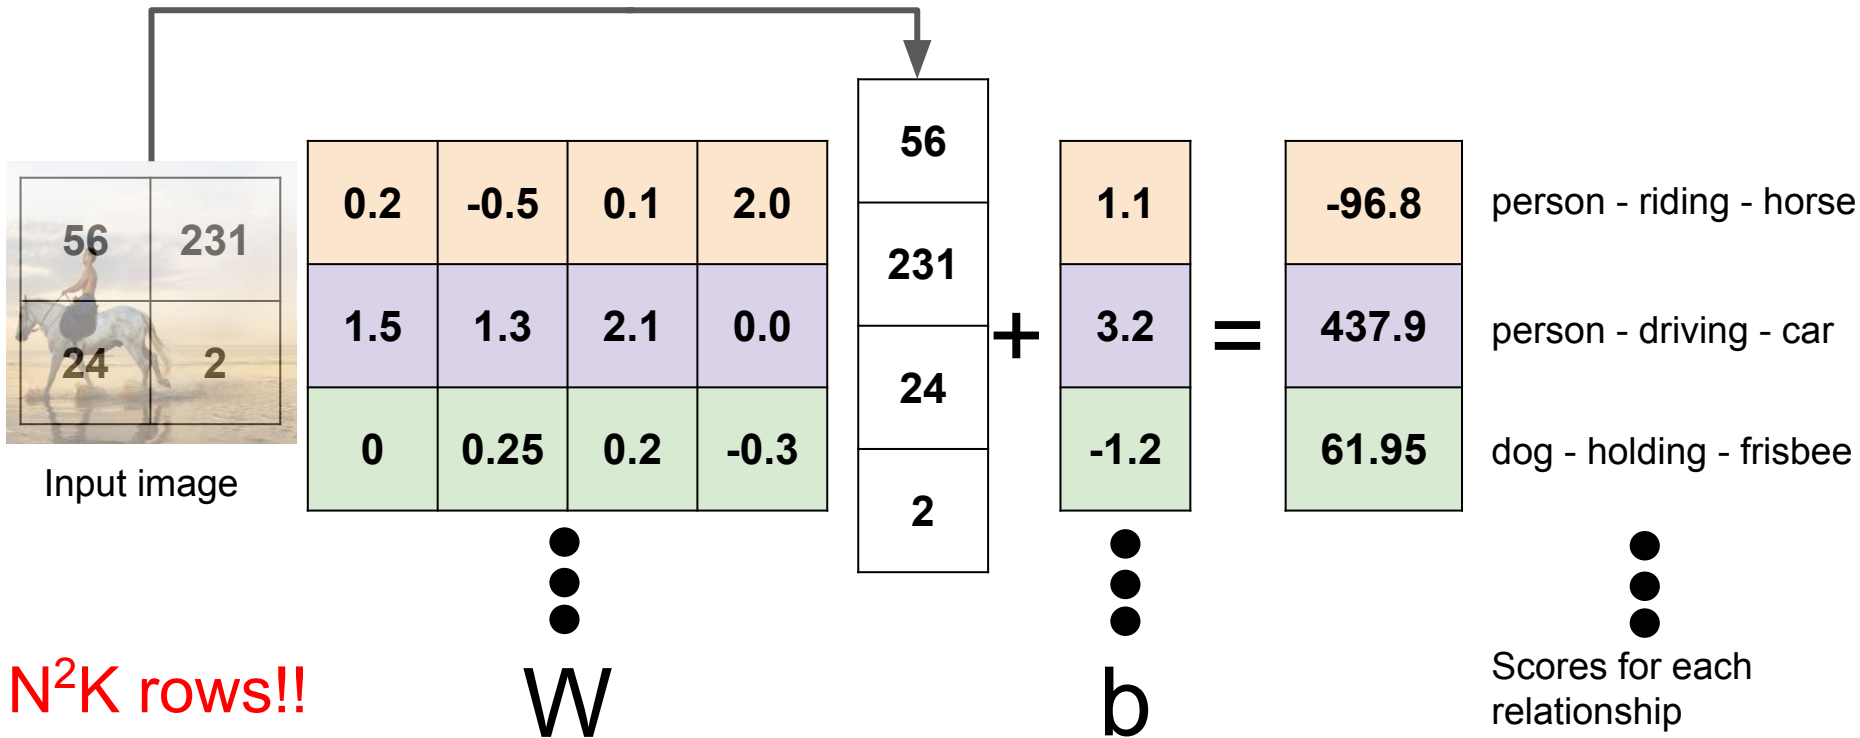 56 231
24 2
Input image
0.2 -0.5 0.1 2.0
1.5 1.3 2.1 0.0
0 0.25 0.2 -0.3
W
56
231
24
2
+
1.1
3.2
-1.2
b
=
-96.8 person - riding - horse
437.9 person - driving - car
61.95 dog - holding - frisbee
Scores for each
relationship
N²K rows!!